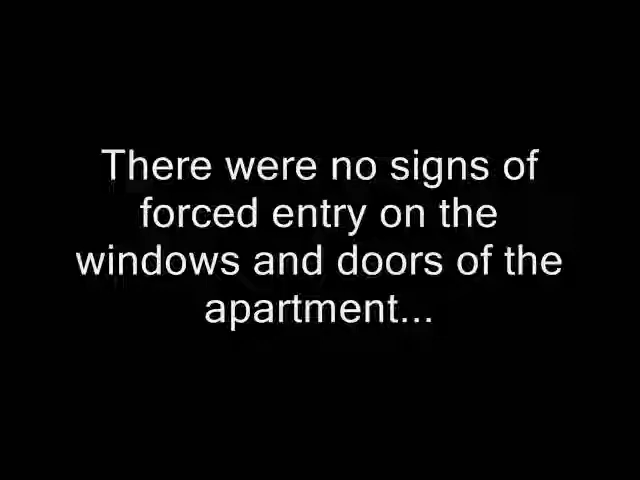 There were no signs of
forced entry on the
windows and doors of the
apartment...